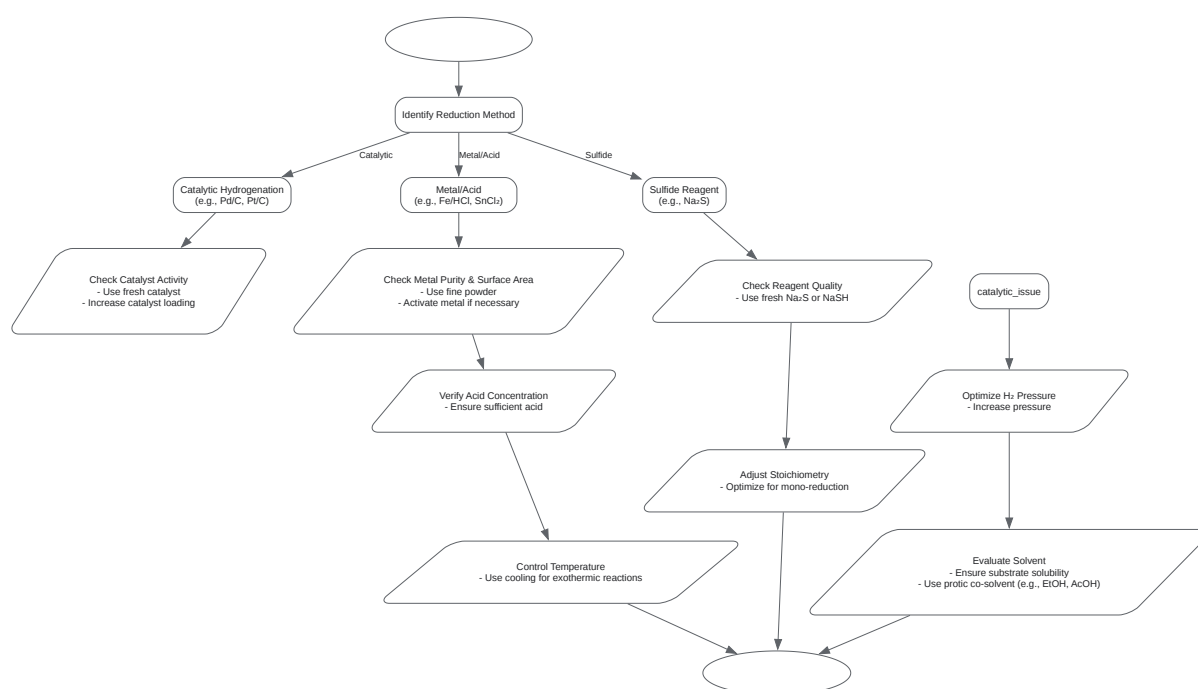 Identify Reduction Method
Catalytic
Metal/Acid
Sulfide
Catalytic Hydrogenation
(e.g., Pd/C, Pt/C)
Metal/Acid
(e.g., Fe/HCl, SnCl₂)
Sulfide Reagent
(e.g., Na₂S)
Check Catalyst Activity
- Use fresh catalyst
- Increase catalyst loading
Check Metal Purity & Surface Area
- Use fine powder
- Activate metal if necessary
Check Reagent Quality
- Use fresh Na₂S or NaSH
catalytic_issue
Verify Acid Concentration
- Ensure sufficient acid
Optimize H₂ Pressure
- Increase pressure
Adjust Stoichiometry
- Optimize for mono-reduction
Control Temperature
- Use cooling for exothermic reactions
Evaluate Solvent
- Ensure substrate solubility
- Use protic co-solvent (e.g., EtOH, AcOH)